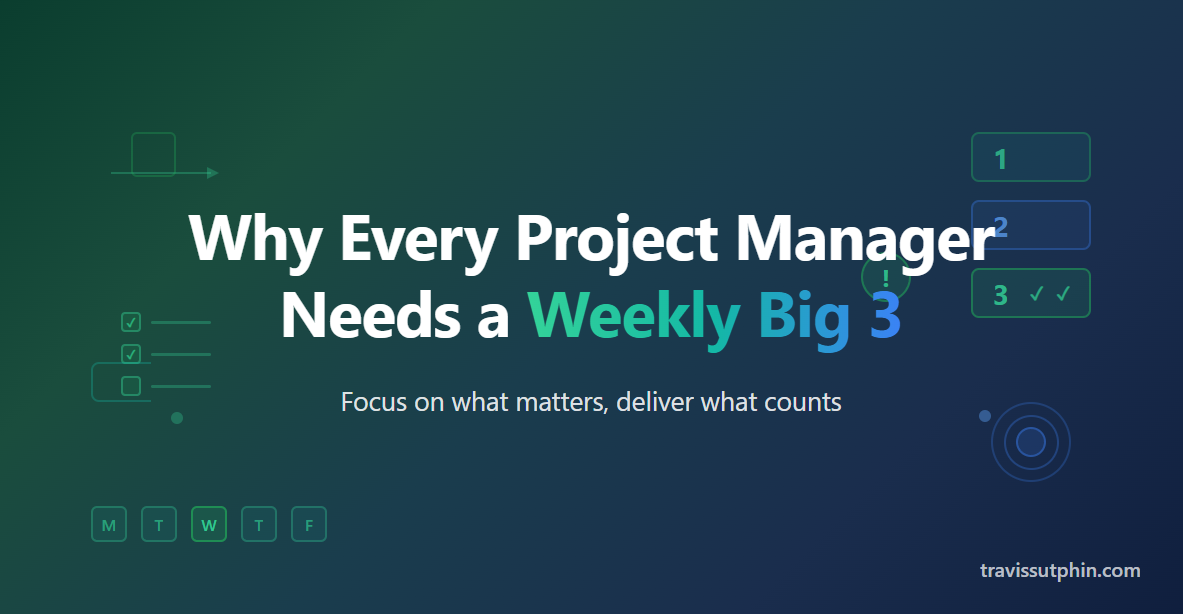 1
2
Why Every Project Manager
!
3 ✓ ✓
Needs a Weekly Big 3
✓
✓
Focus on what matters, deliver what counts
M T W T F
travissutphin.com